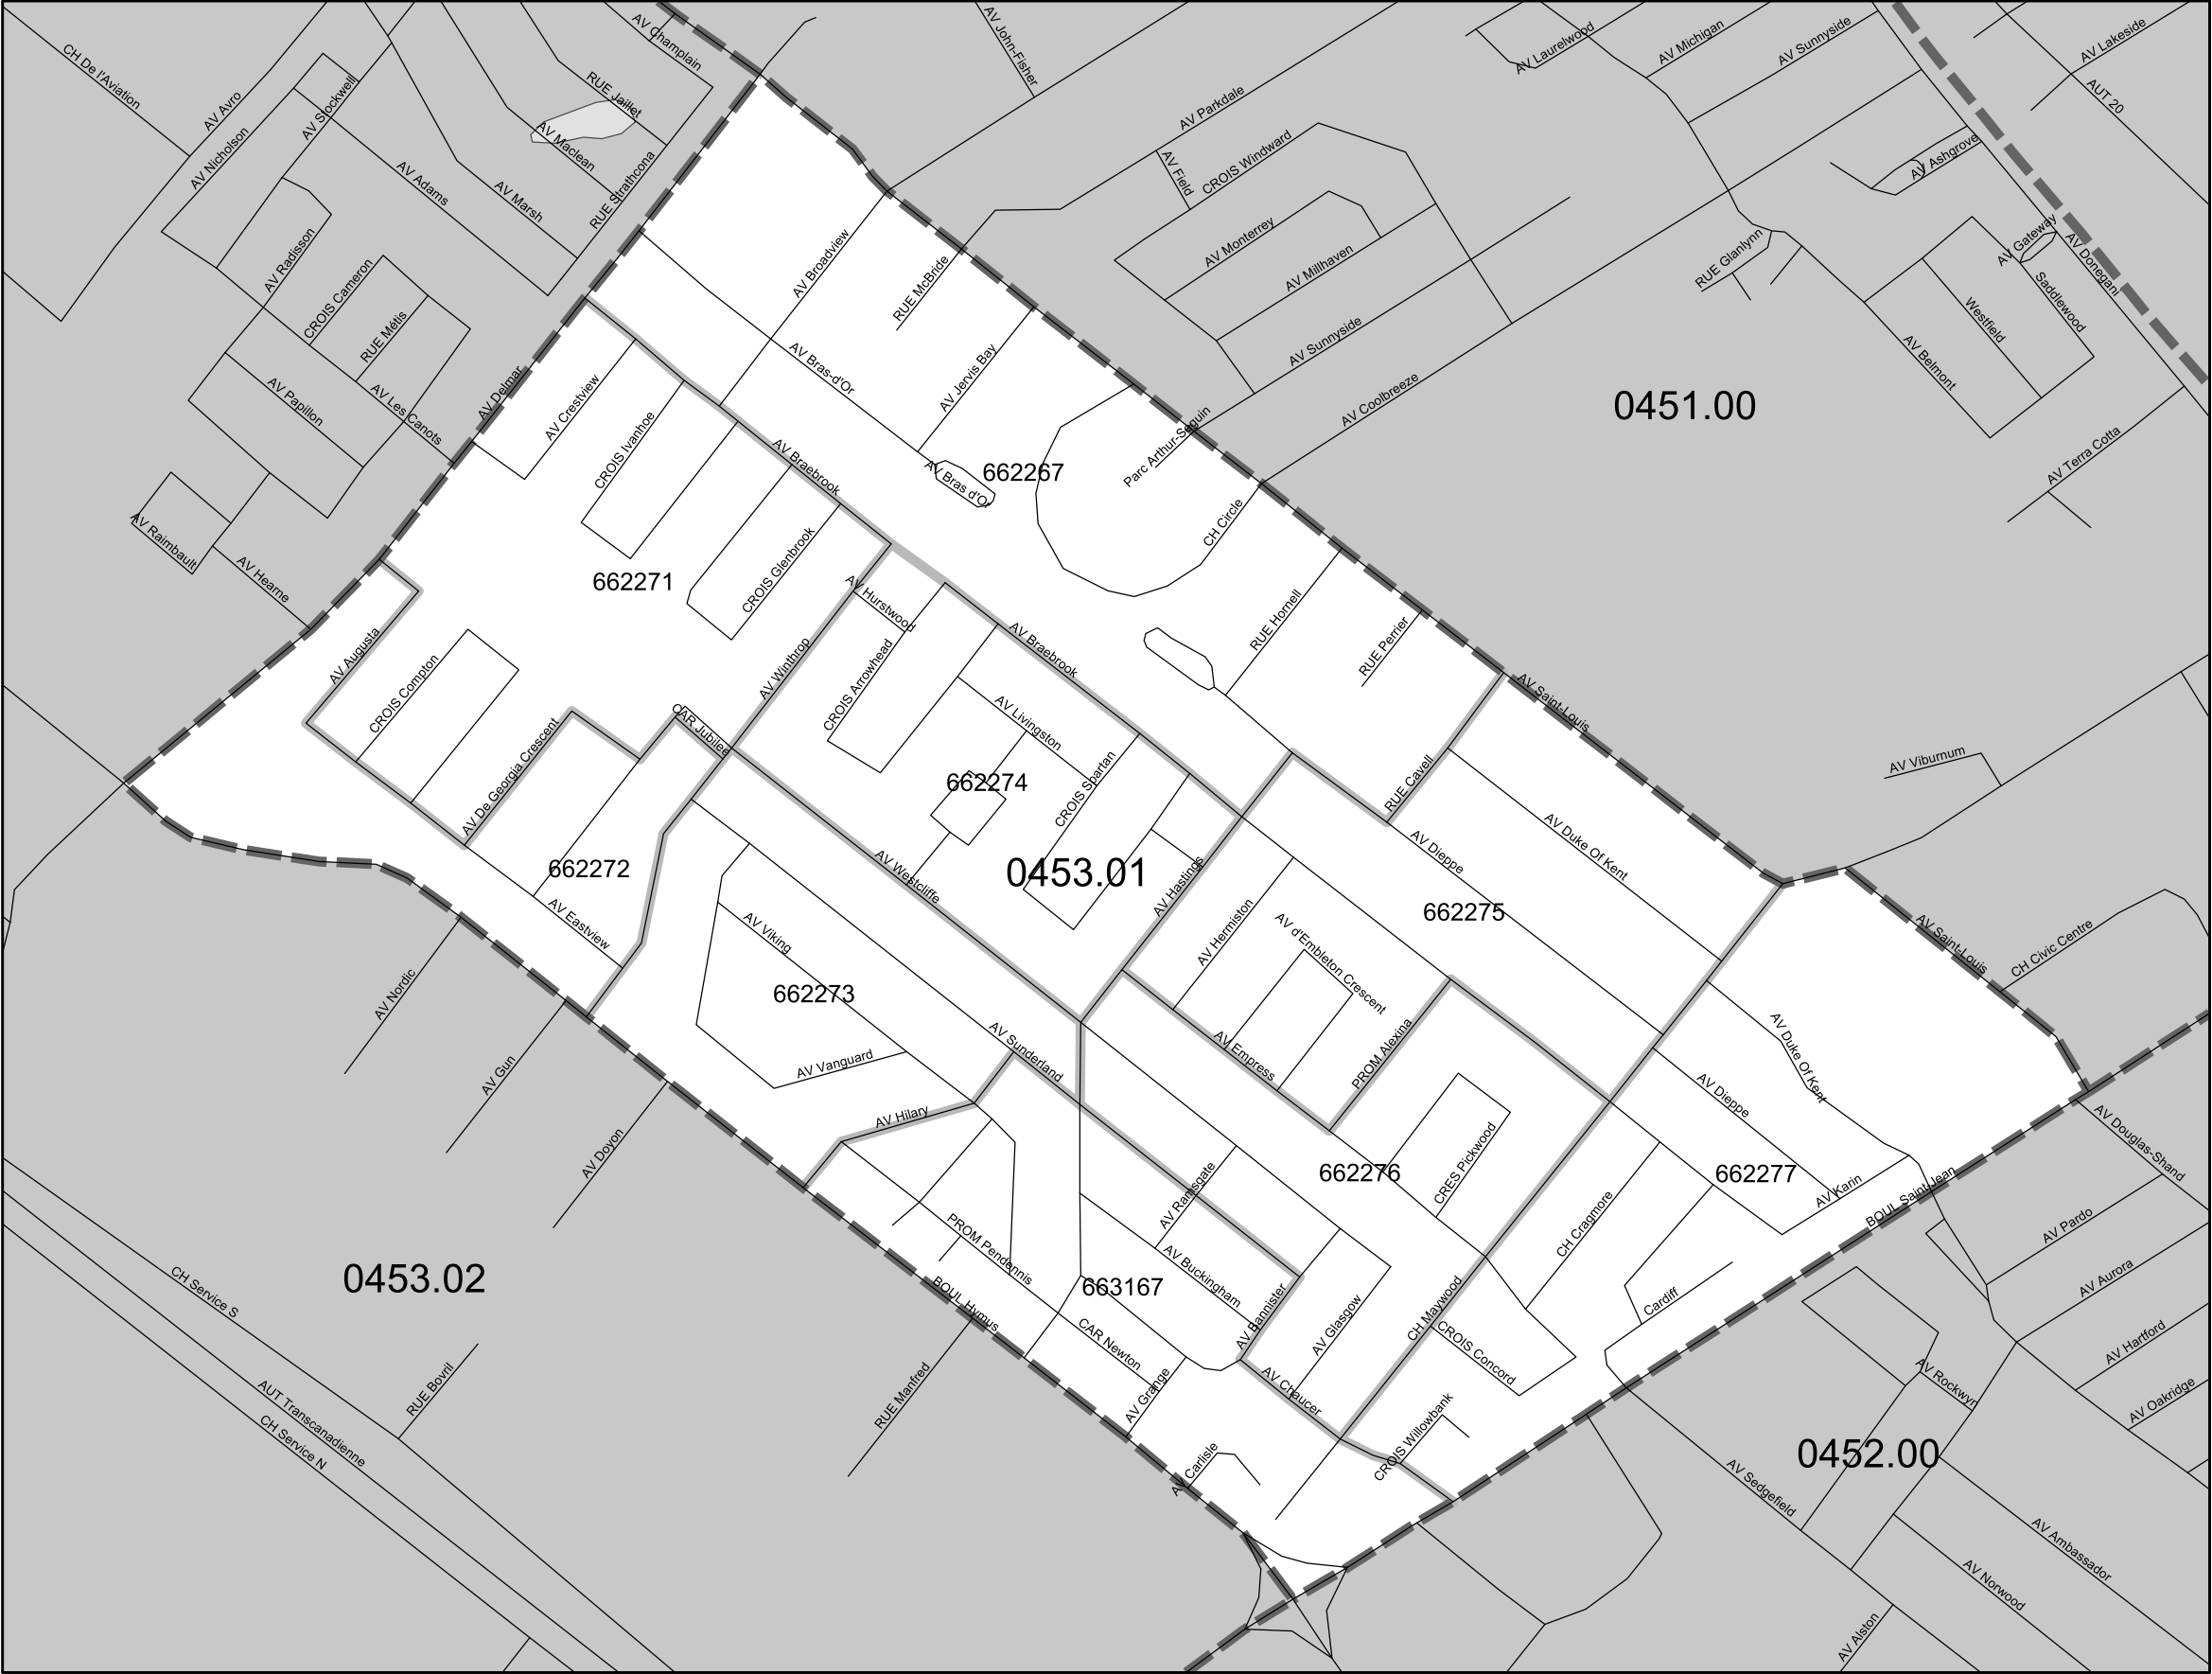 CH De l'Aviation
AV Avro
AV Nicholson
AV Stockwell
AV Adams
AV Marsh
AV Champlain
RUE Jaillet
AV Maclean
RUE Strathcona
AV John-Fisher
AV Parkdale
AV Field
CROIS Windward
AV Laurelwood
AV Michigan
AV Sunnyside
AV Lakeside
AUT 20
AV Ashgrove
AV Gateway
AV Donegani
RUE Glanlynn
Saddlewood
Westfield
AV Belmont
AV Terra Cotta
AV Monterrey
AV Millhaven
AV Sunnyside
AV Coolbreeze
0451.00
AV Radisson
CROIS Cameron
RUE Métis
AV Papillon
AV Les Canots
AV Delmar
AV Raimbault
AV Hearne
AV Broadview
RUE McBride
AV Bras-d'Or
AV Jervis Bay
AV Bras d'Or
662267
Parc Arthur-Seguin
CH Circle
AV Crestview
CROIS Ivanhoe
AV Braebrook
CROIS Glenbrook
662271
AV Hurstwood
AV Winthrop
CROIS Arrowhead
AV Braebrook
RUE Hornell
RUE Perrier
AV Saint-Louis
AV Augusta
CROIS Compton
AV De Georgia Crescent
CAR Jubilee
AV Livingston
662274
CROIS Spartan
RUE Cavell
AV Viburnum
0453.01
AV Westcliffe
AV Hastings
AV Dieppe
AV Duke Of Kent
662272
AV Eastview
AV Viking
662273
AV Hermiston
AV d'Embleton Crescent
662275
AV Saint-Louis
CH Civic Centre
AV Nordic
AV Gun
AV Doyon
AV Vanguard
AV Sunderland
AV Empress
PROM Alexina
AV Duke Of Kent
AV Dieppe
AV Hilary
AV Ramsgate
662276
CRES Pickwood
662277
AV Karin
BOUL Saint-Jean
AV Douglas-Shand
AV Pardo
AV Aurora
AV Hartford
AV Oakridge
AV Rockwyn
PROM Pendennis
BOUL Hymus
AV Buckingham
663167
AV Bannister
CH Cragmore
Cardiff
CH Maywood
AV Glasgow
CROIS Concord
CAR Newton
AV Grange
AV Chaucer
CROIS Willowbank
AV Carlisle
0453.02
CH Service S
AUT Transcanadienne
CH Service N
RUE Bovril
RUE Manfred
0452.00
AV Sedgefield
AV Ambassador
AV Norwood
AV Alston